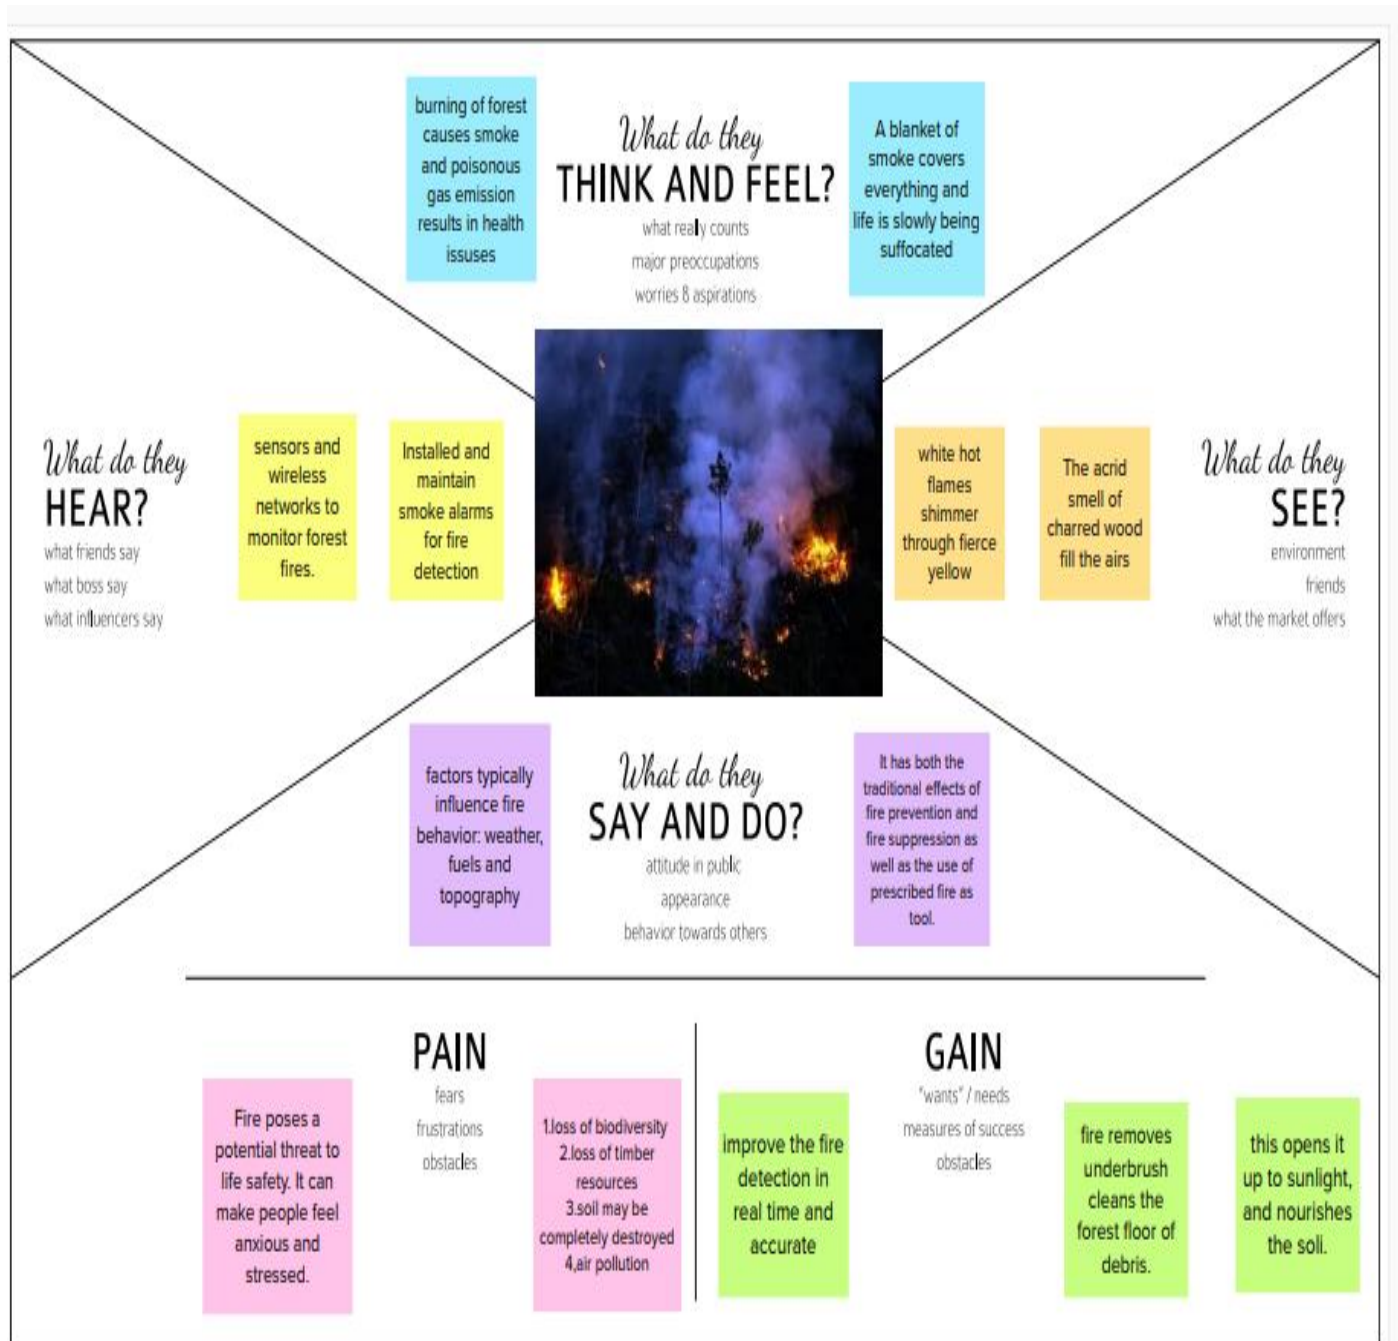 burning of forest
causes smoke
and poisonous
gas emission
results in health
issuses
What do they
THINK AND FEEL?
what really counts
major preoccupations
worries 8 aspirations
A blanket of
smoke covers
everything and
life is slowly being
suffocated
What do they
HEAR?
what friends say
what boss say
what influencers say
sensors and
wireless
networks to
monitor forest
fires.
Installed and
maintain
smoke alarms
for fire
detection
white hot
flames
shimmer
through fierce
yellow
The acrid
smell of
charred wood
fill the airs
What do they
SEE?
environment
friends
what the market offers
factors typically
influence fire
behavior: weather,
fuels and
topography
What do they
SAY AND DO?
attitude in public
appearance
behavior towards others
It has both the
traditional effects of
fire prevention and
fire suppression as
well as the use of
prescribed fire as
tool.
PAIN
fears
frustrations
obstacles
Fire poses a
potential threat to
life safety. It can
make people feel
anxious and
stressed.
1.loss of biodiversity
2.loss of timber
resources
3.soil may be
completely destroyed
4,air pollution
GAIN
"wants" / needs
measures of success
obstacles
improve the fire
detection in
real time and
accurate
fire removes
underbrush
cleans the
forest floor of
debris.
this opens it
up to sunlight,
and nourishes
the soli.